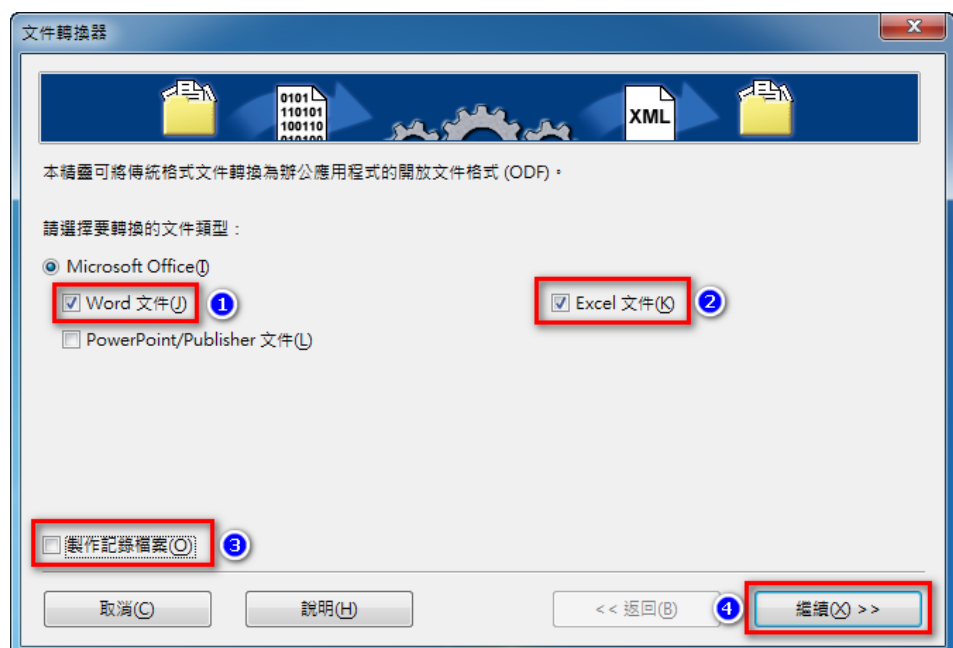 文件轉換器
0101
110101
100110
010100
XML
本精靈可將傳統格式文件轉換為辦公應用程式的開放文件格式 (ODF)。
請選擇要轉換的文件類型：
Microsoft Office(I)
Word 文件(J) 1
Excel 文件(K) 2
PowerPoint/Publisher 文件(L)
製作記錄檔案(O) 3
取消(C) 說明(H) << 返回(B) 4 繼續(X) >>